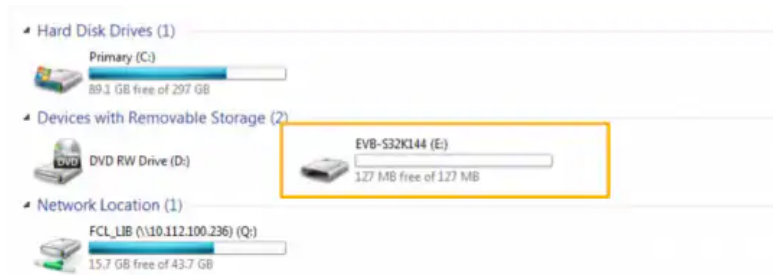 Hard Disk Drives (1)
Primary (C:)
89.1 GB free of 297 GB
Devices with Removable Storage (2)
DVD
DVD RW Drive (D:)
EVB-S32K144 (E:)
127 MB free of 127 MB
Network Location (1)
FCL_LIB (\\10.112.100.236) (Q:)
15.7 GB free of 43.7 GB